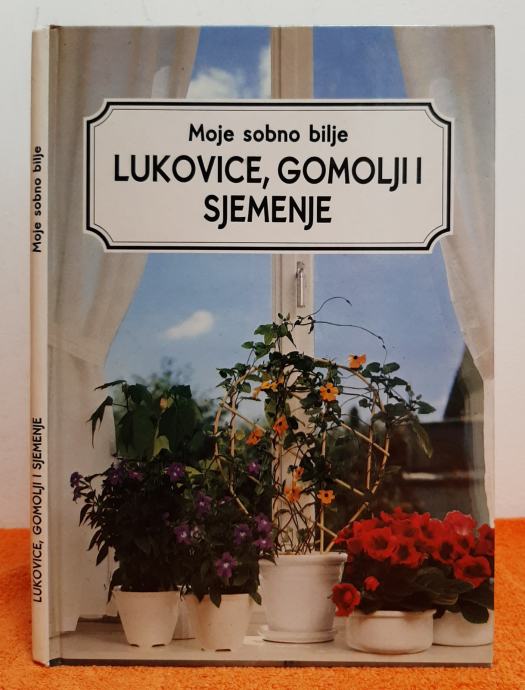 Moje sobno bilje
LUKOVICE, GOMOLJI I
SJEMENJE
Moje sobno bilje
LUKOVICE, GOMOLJI I SJEMENJE